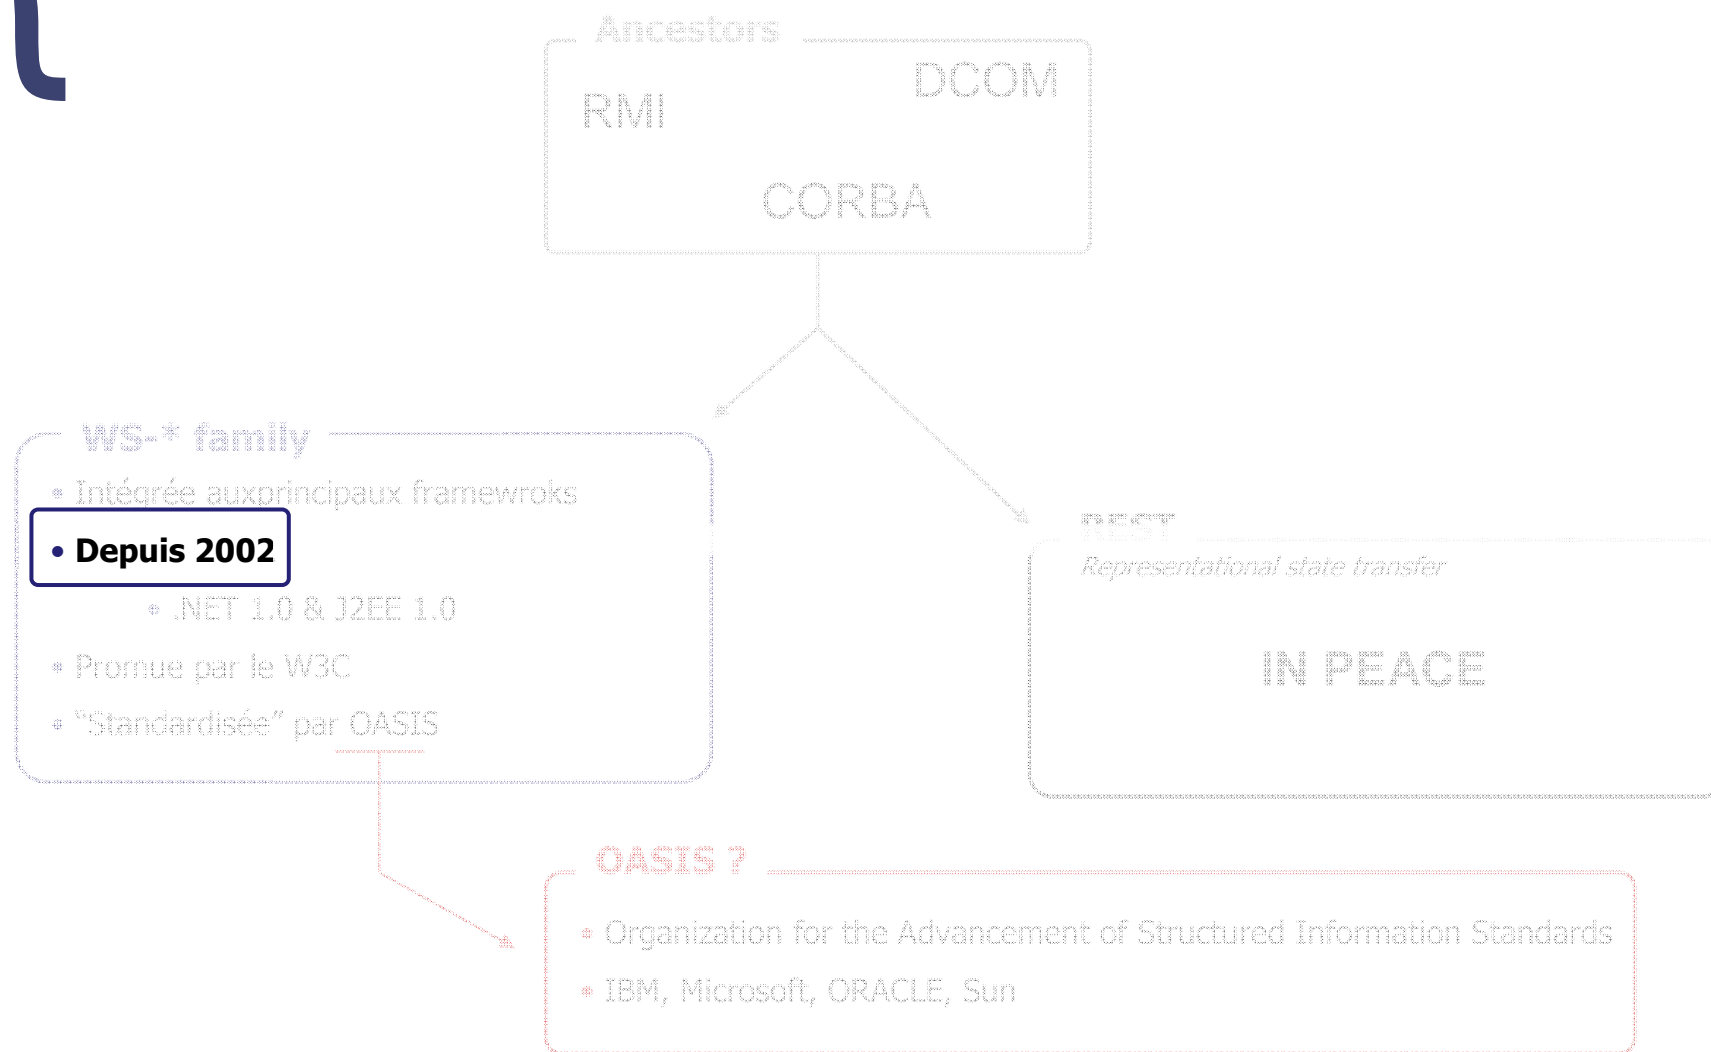 Ancestors
DCOM
RMI
CORBA
WS-* family
• Intégrée auxprincipaux framewroks
• Depuis 2002
• .NET 1.0 & J2EE 1.0
• Promue par le W3C
• “Standardisée” par OASIS
REST
Representational state transfer
IN PEACE
OASIS ?
• Organization for the Advancement of Structured Information Standards
• IBM, Microsoft, ORACLE, Sun